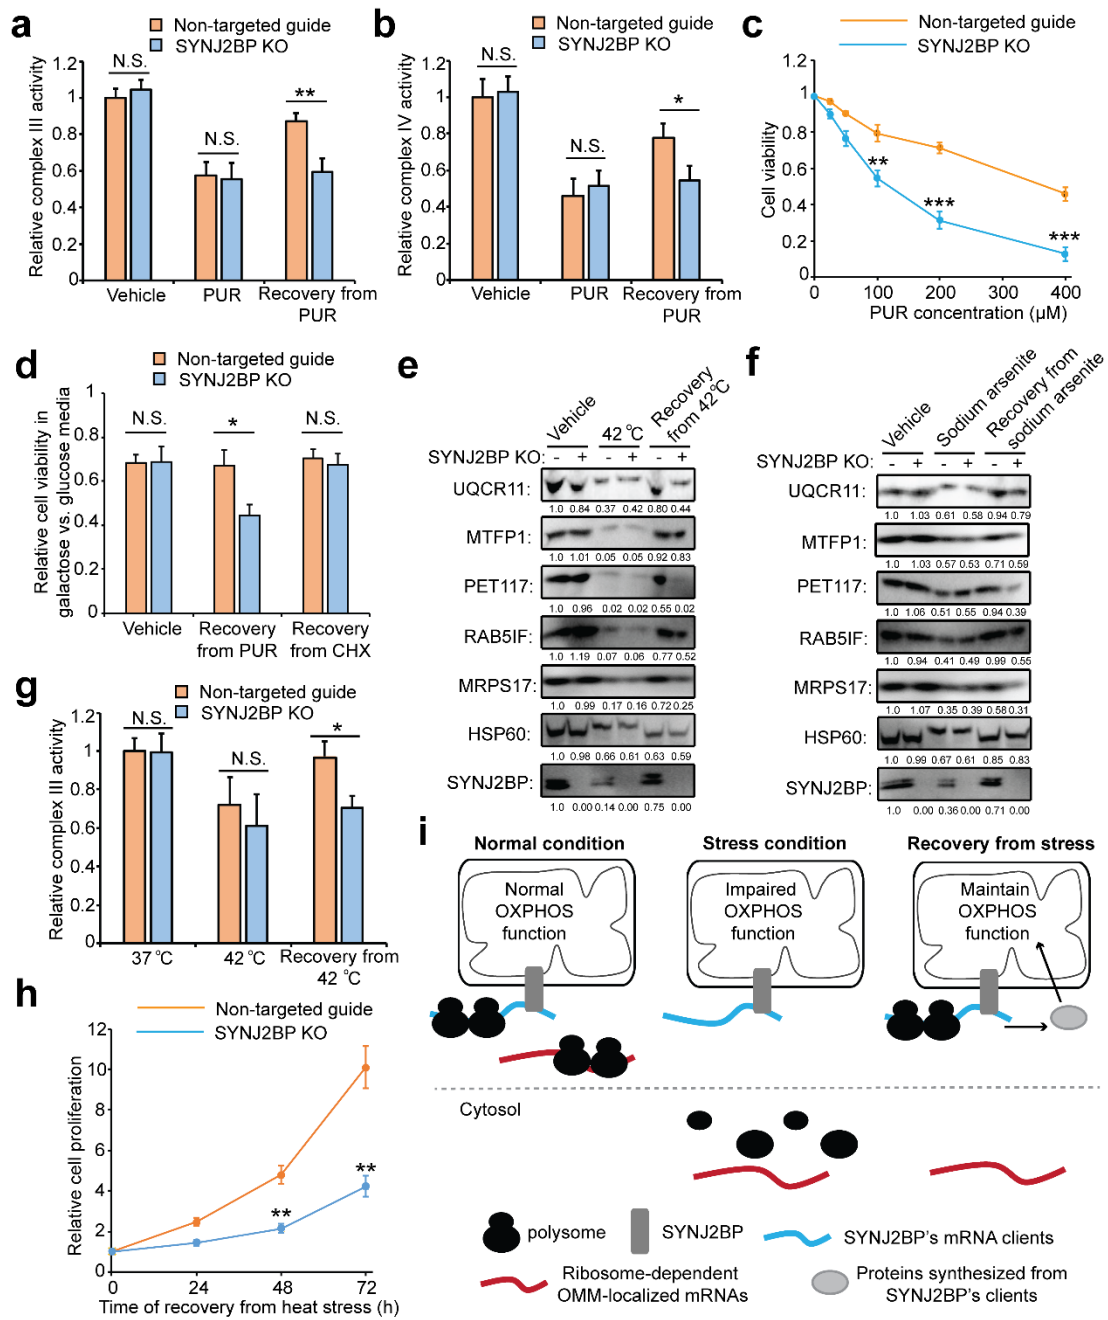 a
Non-targeted guide
SYNJ2BP KO
Relative complex III activity
1.2
1
0.8
0.6
0.4
0.2
0
N.S.
N.S.
**
Vehicle
PUR
Recovery from
PUR
b
Non-targeted guide
SYNJ2BP KO
Relative complex IV activity
1.2
1
0.8
0.6
0.4
0.2
0
N.S.
N.S.
*
Vehicle
PUR
Recovery from
PUR
c
Non-targeted guide
SYNJ2BP KO
Cell viability
1.2
1
0.8
0.6
0.4
0.2
0
**
***
***
0 100 200 300 400
PUR concentration (µM)
d
Non-targeted guide
SYNJ2BP KO
Relative cell viability in
galactose vs. glucose media
1
0.8
0.6
0.4
0.2
0
N.S.
*
N.S.
Vehicle
Recovery
from PUR
Recovery
from CHX
e
Vehicle
42 °C
Recovery
from 42°C
SYNJ2BP KO: - + - + - +
UQCR11:
1.0 0.84 0.37 0.42 0.80 0.44
MTFP1:
1.0 1.01 0.05 0.05 0.92 0.83
PET117:
1.0 0.96 0.02 0.02 0.55 0.02
RAB5IF:
1.0 1.19 0.07 0.06 0.77 0.52
MRPS17:
1.0 0.99 0.17 0.16 0.72 0.25
HSP60:
1.0 0.98 0.66 0.61 0.63 0.59
SYNJ2BP:
1.0 0.00 0.14 0.00 0.75 0.00
f
Vehicle
Sodium arsenite
Recovery from
sodium arsenite
SYNJ2BP KO: - + - + - +
UQCR11:
1.0 1.03 0.61 0.58 0.94 0.79
MTFP1:
1.0 1.03 0.57 0.53 0.71 0.59
PET117:
1.0 1.06 0.51 0.55 0.94 0.39
RAB5IF:
1.0 0.94 0.41 0.49 0.99 0.55
MRPS17:
1.0 1.07 0.35 0.39 0.58 0.31
HSP60:
1.0 0.99 0.67 0.61 0.85 0.83
SYNJ2BP:
1.0 0.00 0.36 0.00 0.71 0.00
g
Non-targeted guide
SYNJ2BP KO
Relative complex III activity
1.2
1
0.8
0.6
0.4
0.2
0
N.S.
N.S.
*
37 °C
42 °C
Recovery from
42 °C
h
Non-targeted guide
SYNJ2BP KO
Relative cell proliferation
12
10
8
6
4
2
0
**
**
0 24 48 72
Time of recovery from heat stress (h)
i
Normal condition
Stress condition
Recovery from stress
Normal
OXPHOS
function
Impaired
OXPHOS
function
Maintain
OXPHOS
function
Cytosol
polysome
SYNJ2BP
SYNJ2BP's mRNA clients
Ribosome-dependent
OMM-localized mRNAs
Proteins synthesized from
SYNJ2BP's clients